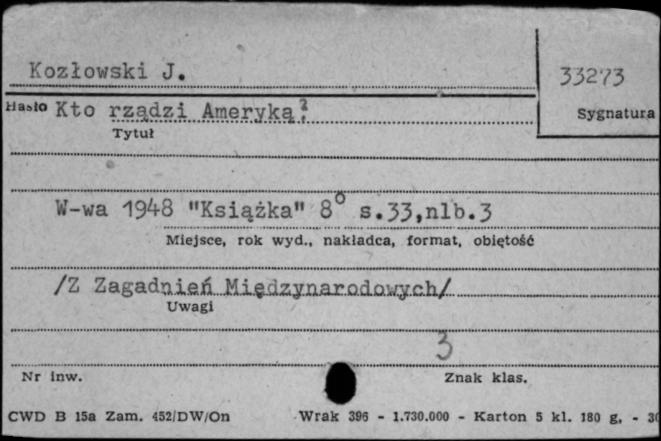 Kozłowski J.
33273
Hasło Kto rządzi Ameryką?
Sygnatura
Tytuł
W-wa 1948 "Książka" 8° s.33,nlb.3
Miejsce, rok wyd., nakładca, format, objętość
/Z Zagadnień Międzynarodowych/
Uwagi
3
Nr inw.
Znak klas.
CWD B 15a Zam. 452/DW/On Wrak 396 - 1.730.000 - Karton 5 kl. 180 g. - 30